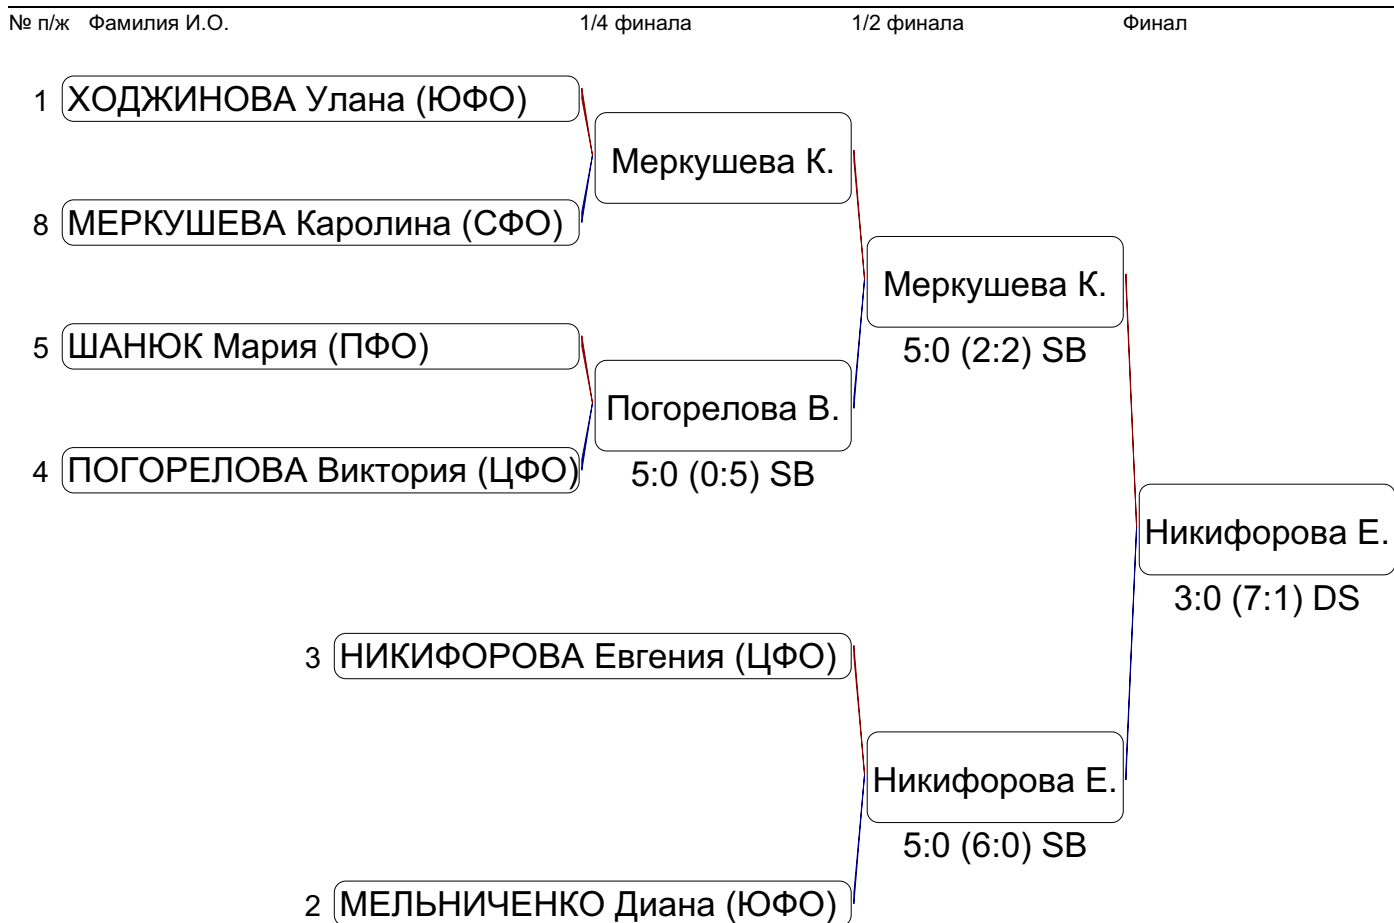 № п/ж Фамилия И.О. 1/4 финала 1/2 финала Финал
1 ХОДЖИНОВА Улана (ЮФО)
Меркушева К.
8 МЕРКУШЕВА Каролина (СФО)
Меркушева К.
5:0 (2:2) SB
5 ШАНЮК Мария (ПФО)
Погорелова В.
5:0 (0:5) SB
4 ПОГОРЕЛОВА Виктория (ЦФО)
Никифорова Е.
3:0 (7:1) DS
3 НИКИФОРОВА Евгения (ЦФО)
Никифорова Е.
5:0 (6:0) SB
2 МЕЛЬНИЧЕНКО Диана (ЮФО)